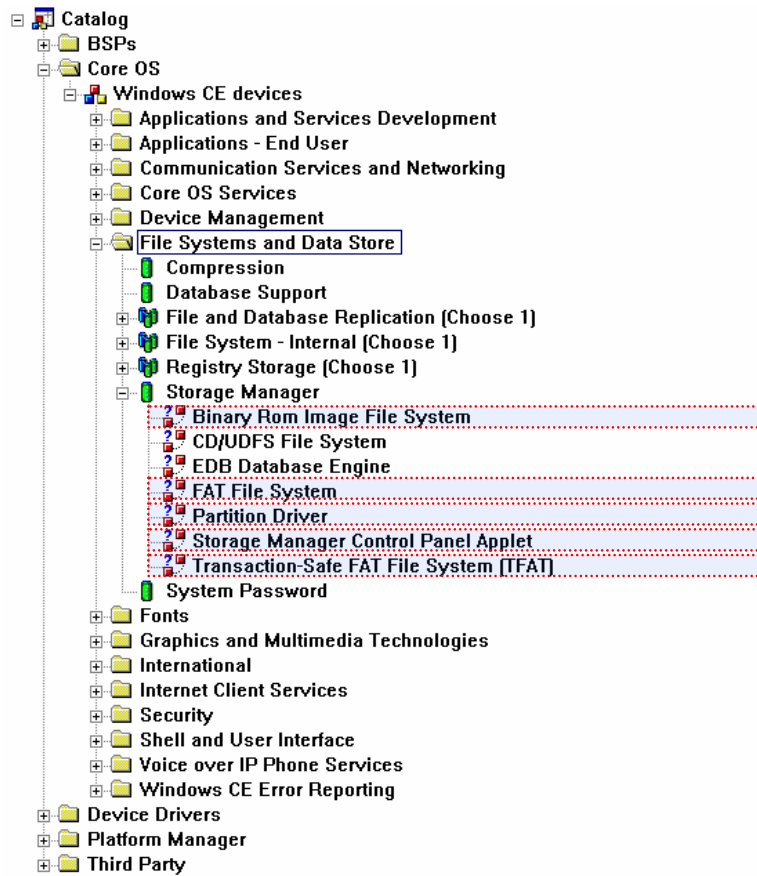 Catalog
BSPs
Core OS
Windows CE devices
Applications and Services Development
Applications - End User
Communication Services and Networking
Core OS Services
Device Management
File Systems and Data Store
Compression
Database Support
File and Database Replication (Choose 1)
File System - Internal (Choose 1)
Registry Storage (Choose 1)
Storage Manager
Binary Rom Image File System
CD/UDFS File System
EDB Database Engine
FAT File System
Partition Driver
Storage Manager Control Panel Applet
Transaction-Safe FAT File System (TFAT)
System Password
Fonts
Graphics and Multimedia Technologies
International
Internet Client Services
Security
Shell and User Interface
Voice over IP Phone Services
Windows CE Error Reporting
Device Drivers
Platform Manager
Third Party